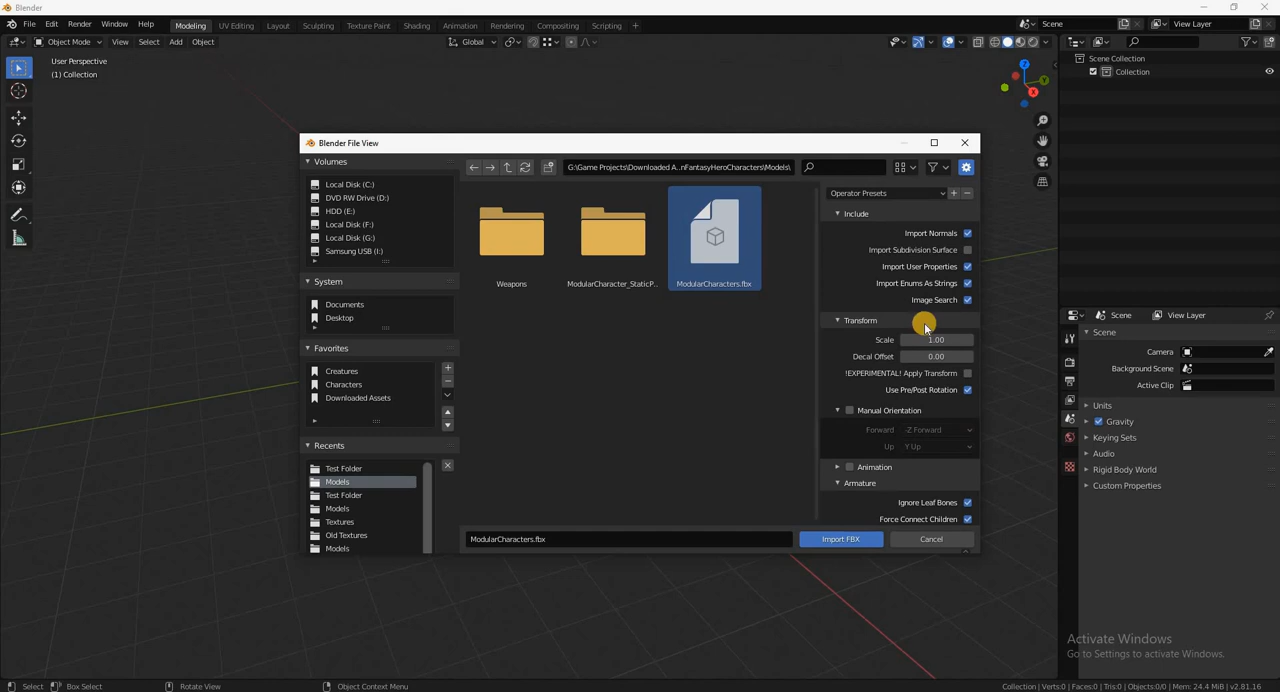 Blender
File Edit Render Window Help Modeling UV Editing Layout Sculpting Texture Paint Shading Animation Rendering Compositing Scripting + Scene View Layer
Object Mode View Select Add Object Global
User Perspective
(1) Collection
Scene Collection
Collection
Z
Y
X
Blender File View
Volumes
Local Disk (C:)
DVD RW Drive (D:)
HDD (E:)
Local Disk (F:)
Local Disk (G:)
Samsung USB (I:)
System
Documents
Desktop
Favorites
Creatures
Characters
Downloaded Assets
Recents
Test Folder
Models
Test Folder
Models
Textures
Old Textures
Models
G:\Game Projects\Downloaded A..nFantasyHeroCharacters\Models\
Weapons
ModularCharacter_StaticP...
ModularCharacters.fbx
ModularCharacters.fbx
Operator Presets
Include
Import Normals
Import Subdivision Surface
Import User Properties
Import Enums As Strings
Image Search
Transform
Scale 1.00
Decal Offset 0.00
!EXPERIMENTAL! Apply Transform
Use Pre/Post Rotation
Manual Orientation
Forward -Z Forward
Up Y Up
Animation
Armature
Ignore Leaf Bones
Force Connect Children
Import FBX
Cancel
Scene View Layer
Scene
Camera
Background Scene
Active Clip
Units
Gravity
Keying Sets
Audio
Rigid Body World
Custom Properties
Activate Windows
Go to Settings to activate Windows.
Select Box Select Rotate View Object Context Menu
Collection | Verts:0 | Faces:0 | Tris:0 | Objects:0/0 | Mem: 24.4 MiB | v2.81.16